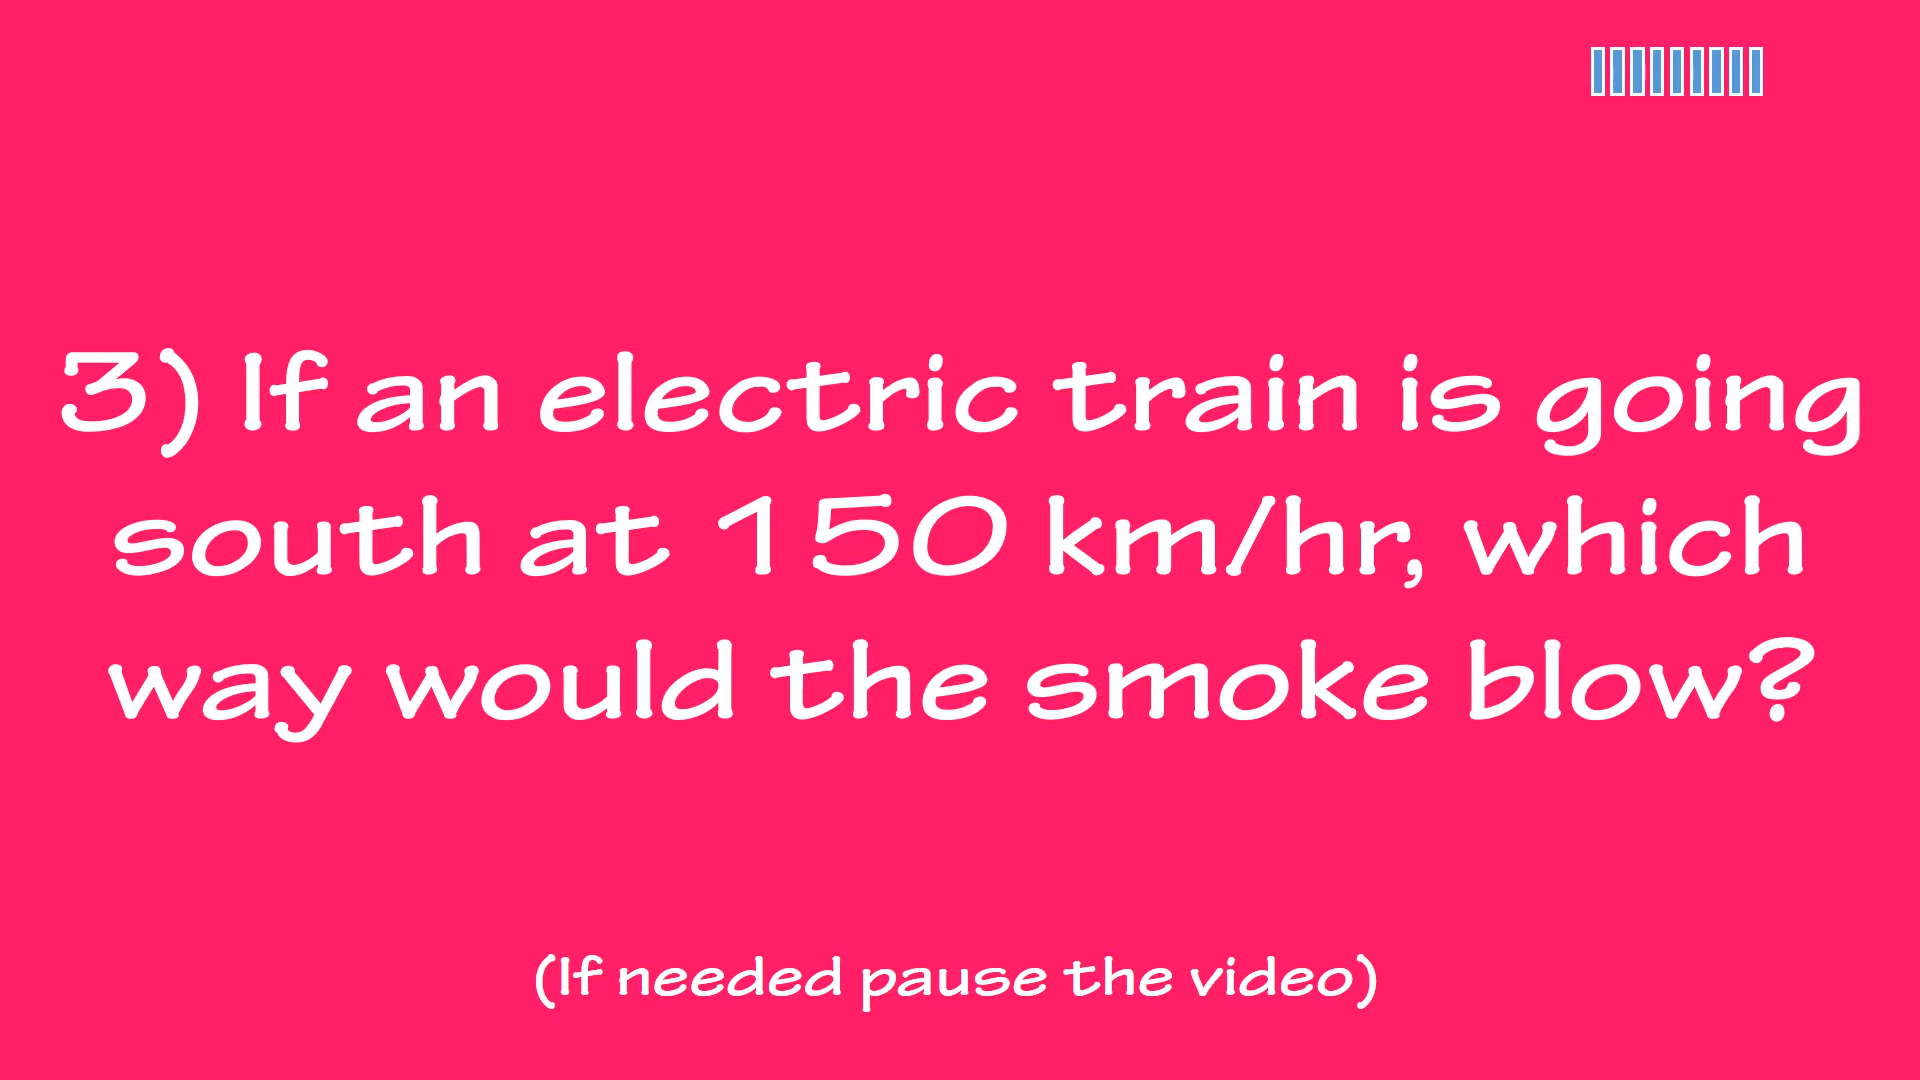 3) If an electric train is going
south at 150 km/hr, which
way would the smoke blow?
(If needed pause the video)